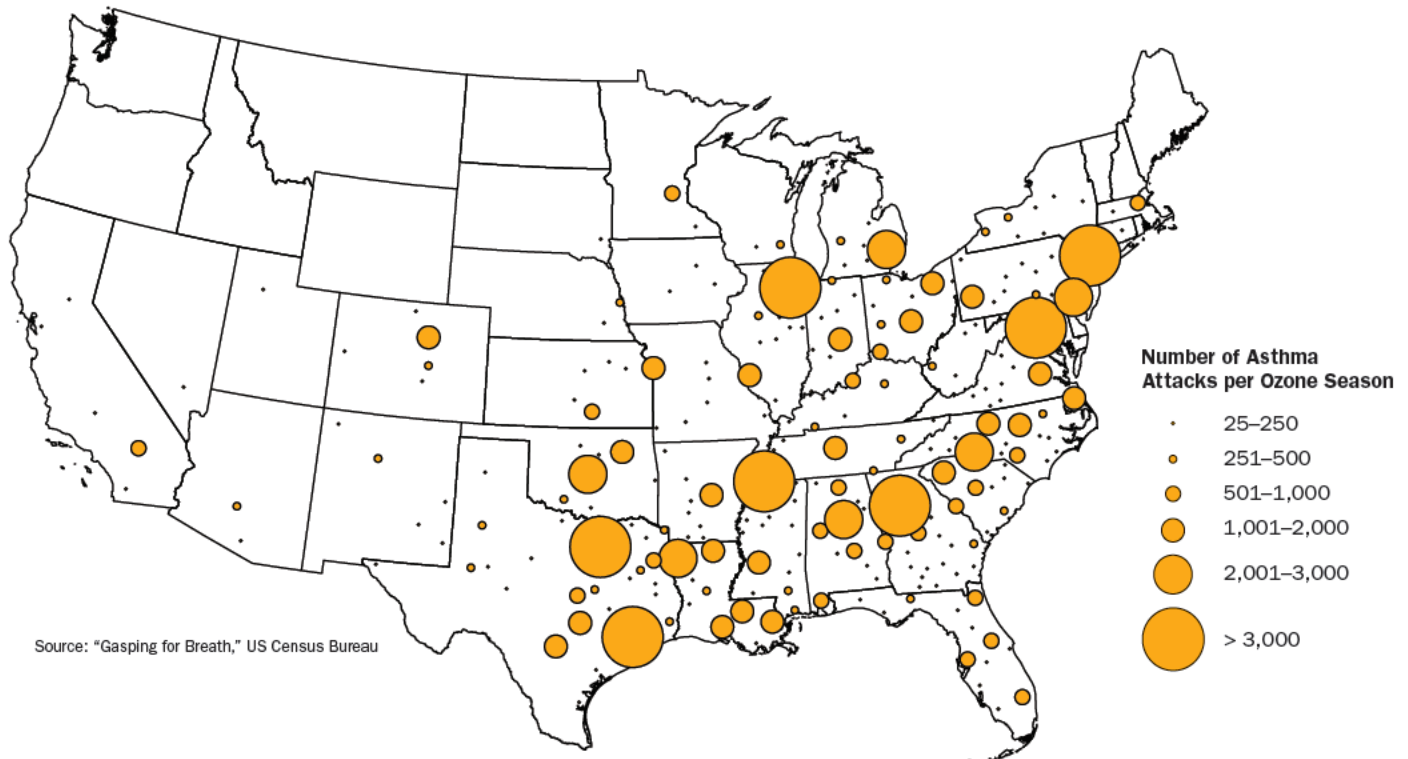 Number of Asthma
Attacks per Ozone Season
25–250
251–500
501–1,000
1,001–2,000
2,001–3,000
> 3,000
Source: “Gasping for Breath,” US Census Bureau